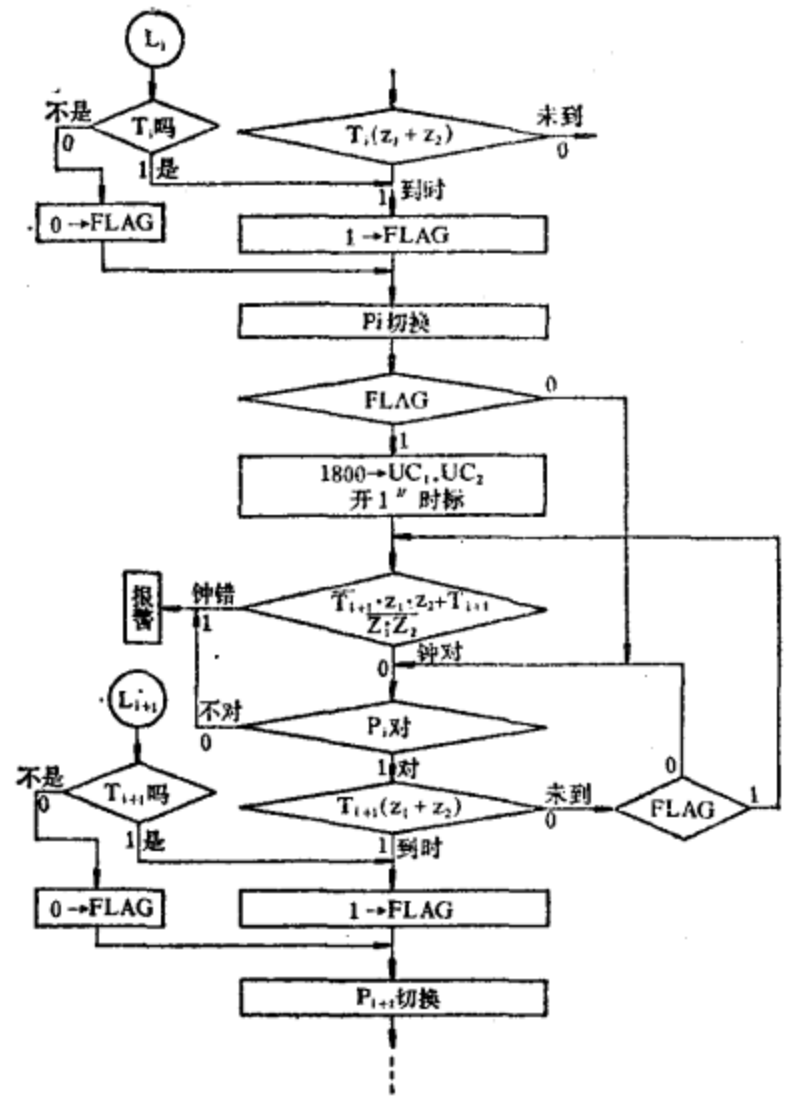 Lᵢ
不是
Tᵢ吗
0
1是
Tᵢ(z₁+z₂)
未到
0
1到时
0→FLAG
1→FLAG
Pi切换
FLAG
0
1
1800→UC₁.UC₂
开1″时标
报警
钟错
1
T̅ᵢ₊₁·z₁·z₂+Tᵢ₊₁
Z̅₁·Z̅₂
0
钟对
Lᵢ₊₁
不对
0
Pᵢ对
1对
不是
0
Tᵢ₊₁吗
1是
Tᵢ₊₁(z₁+z₂)
未到
0
0
FLAG
1
1到时
0→FLAG
1→FLAG
Pᵢ₊₁切换